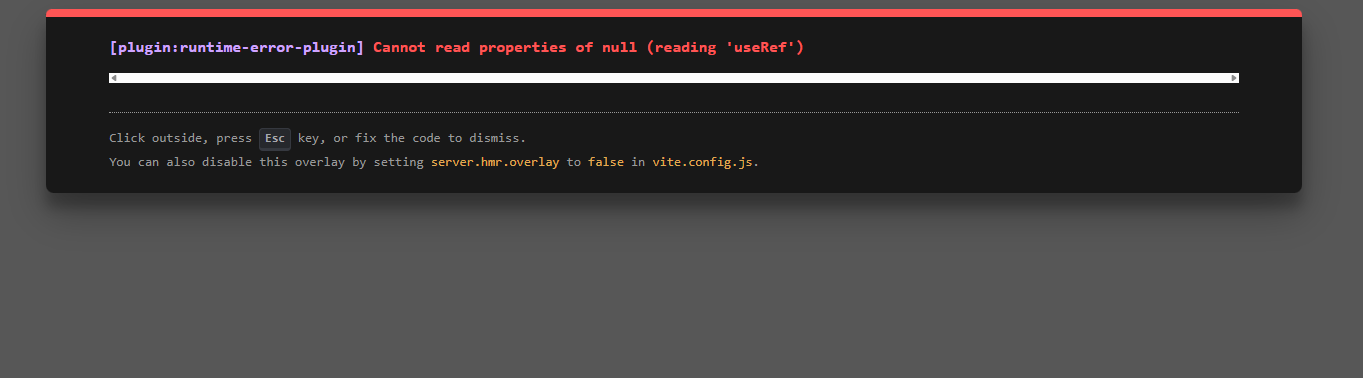 [plugin:runtime-error-plugin] Cannot read properties of null (reading 'useRef')
Click outside, press Esc key, or fix the code to dismiss.
You can also disable this overlay by setting server.hmr.overlay to false in vite.config.js.